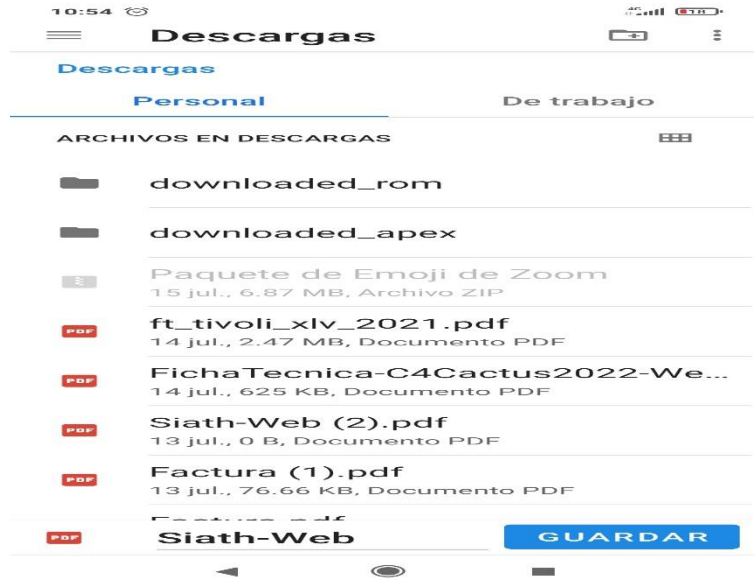 10:54
4G 18
Descargas
Descargas
Personal
De trabajo
ARCHIVOS EN DESCARGAS
downloaded_rom
downloaded_apex
Paquete de Emoji de Zoom
15 jul., 6.87 MB, Archivo ZIP
PDF
ft_tivoli_xlv_2021.pdf
14 jul., 2.47 MB, Documento PDF
PDF
FichaTecnica-C4Cactus2022-We...
14 jul., 625 KB, Documento PDF
PDF
Siath-Web (2).pdf
13 jul., 0 B, Documento PDF
PDF
Factura (1).pdf
13 jul., 76.66 KB, Documento PDF
PDF
Siath-Web
GUARDAR